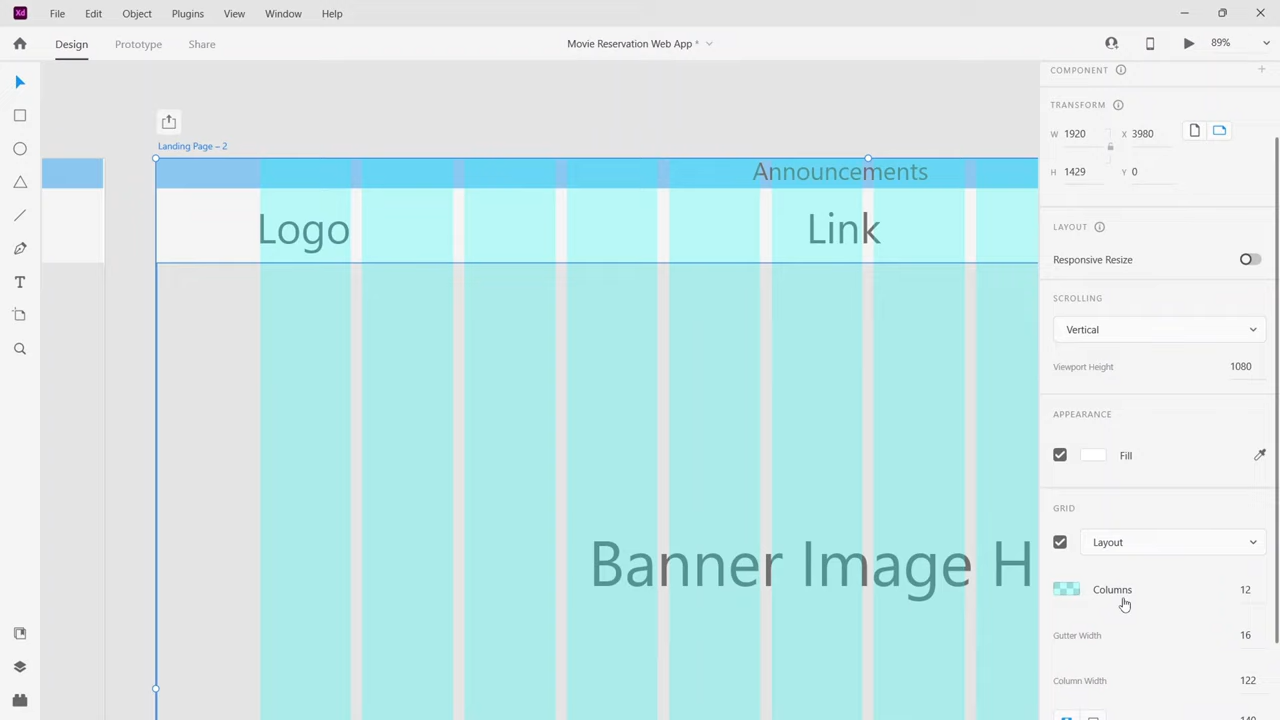 Xd File Edit Object Plugins View Window Help
Design Prototype Share Movie Reservation Web App * 89%
COMPONENT
TRANSFORM
W 1920 X 3980
H 1429 Y 0
LAYOUT
Responsive Resize
SCROLLING
Vertical
Viewport Height 1080
APPEARANCE
Fill
GRID
Layout
Columns 12
Gutter Width 16
Column Width 122
Landing Page – 2
Announcements
Logo Link
Banner Image H
T